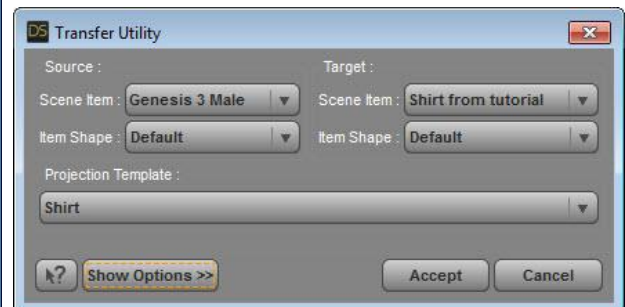 DS Transfer Utility
Source : Target :
Scene Item : Genesis 3 Male Scene Item : Shirt from tutorial
Item Shape : Default Item Shape : Default
Projection Template :
Shirt
? Show Options >> Accept Cancel